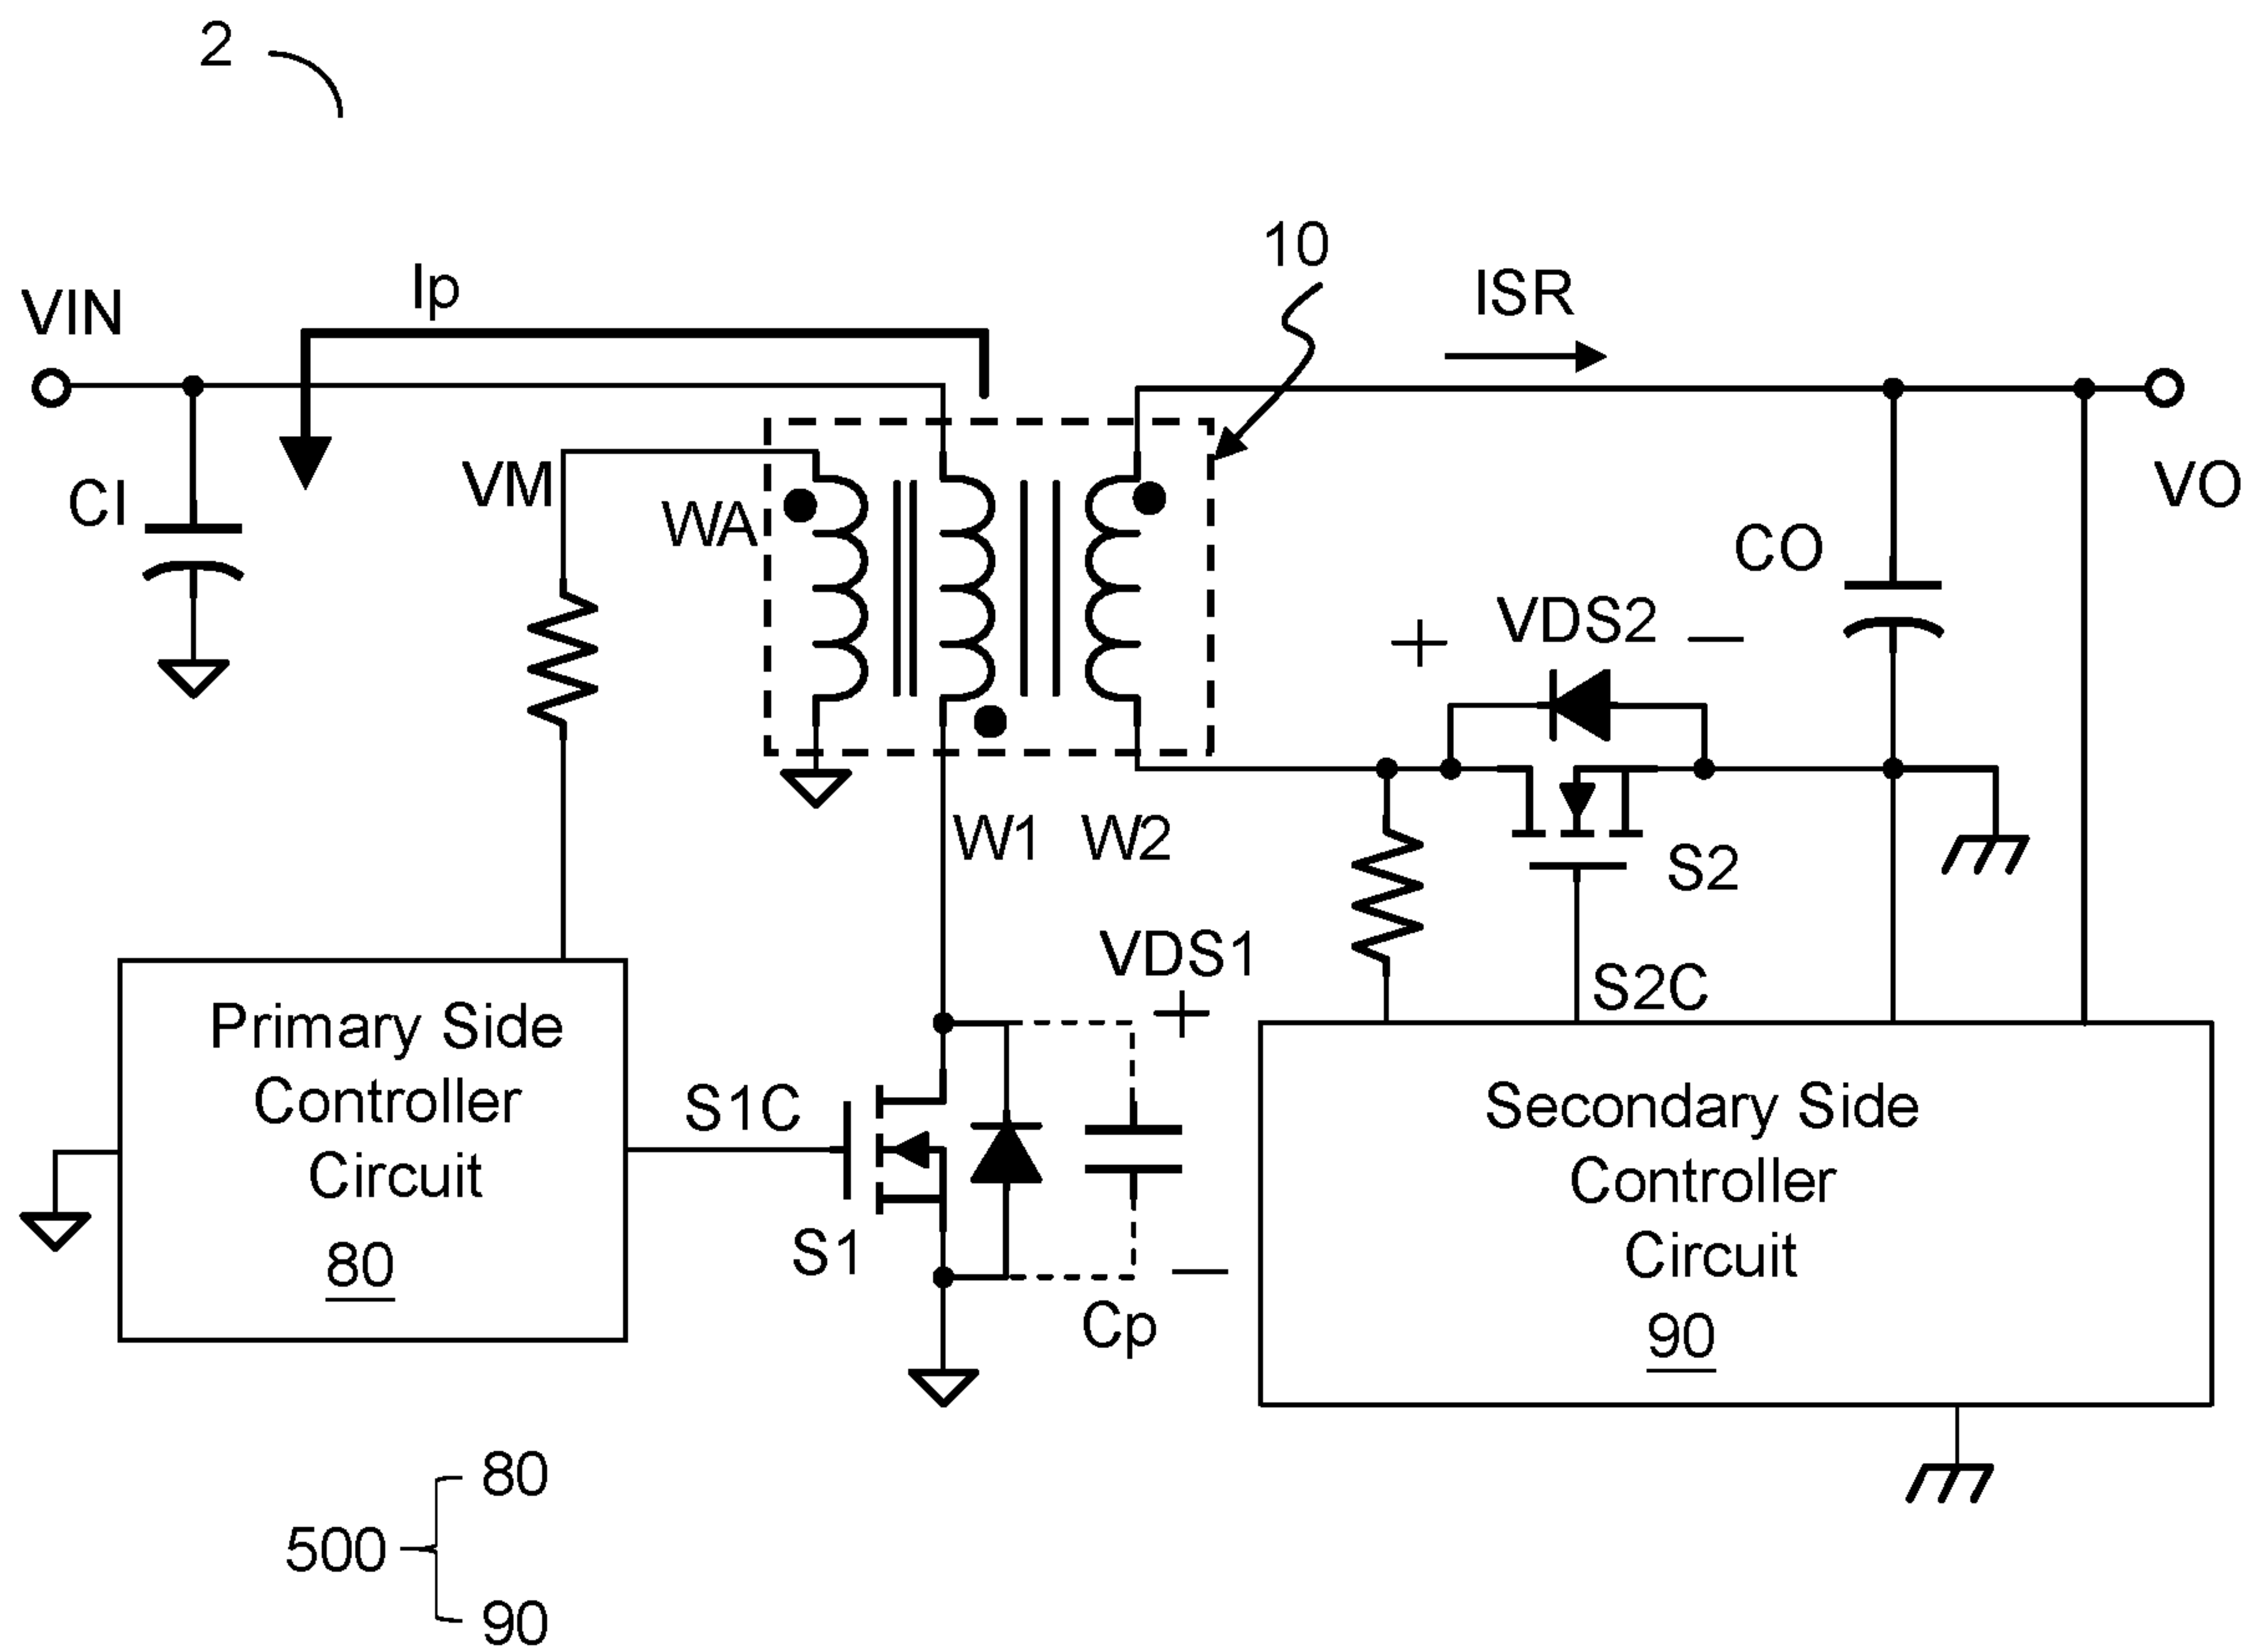 2
10
Ip
ISR
VIN
VM
WA
CI
VO
CO
+ VDS2 —
W1
W2
S2
VDS1
+
S2C
Primary Side
Controller
Circuit
80
S1C
S1
—
Cp
Secondary Side
Controller
Circuit
90
500
80
90